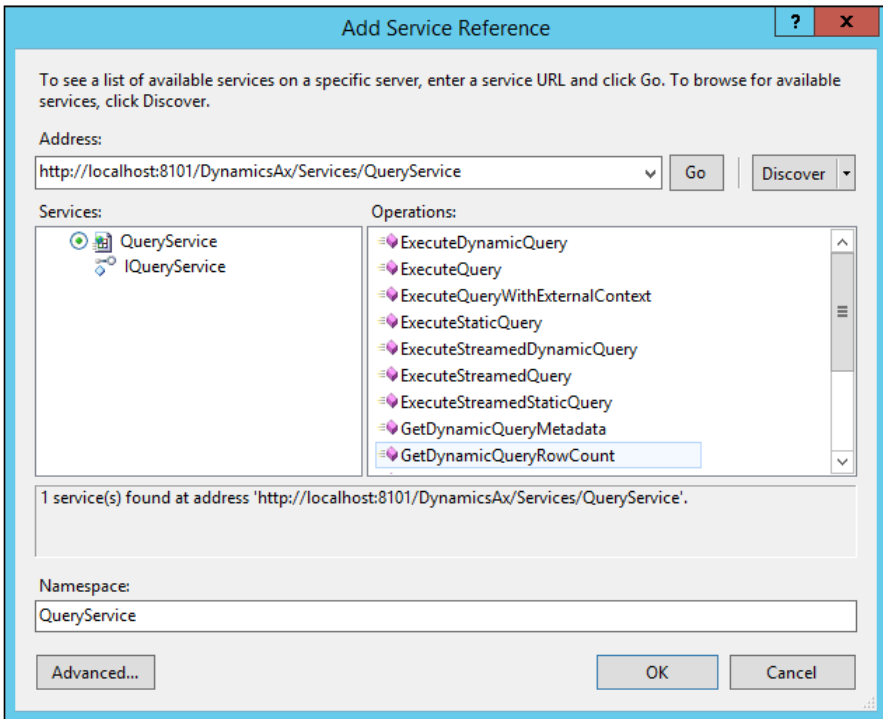 Add Service Reference
?
x
To see a list of available services on a specific server, enter a service URL and click Go. To browse for available
services, click Discover.
Address:
http://localhost:8101/DynamicsAx/Services/QueryService
Go
Discover
Services:
Operations:
QueryService
IQueryService
ExecuteDynamicQuery
ExecuteQuery
ExecuteQueryWithExternalContext
ExecuteStaticQuery
ExecuteStreamedDynamicQuery
ExecuteStreamedQuery
ExecuteStreamedStaticQuery
GetDynamicQueryMetadata
GetDynamicQueryRowCount
1 service(s) found at address 'http://localhost:8101/DynamicsAx/Services/QueryService'.
Namespace:
QueryService
Advanced...
OK
Cancel